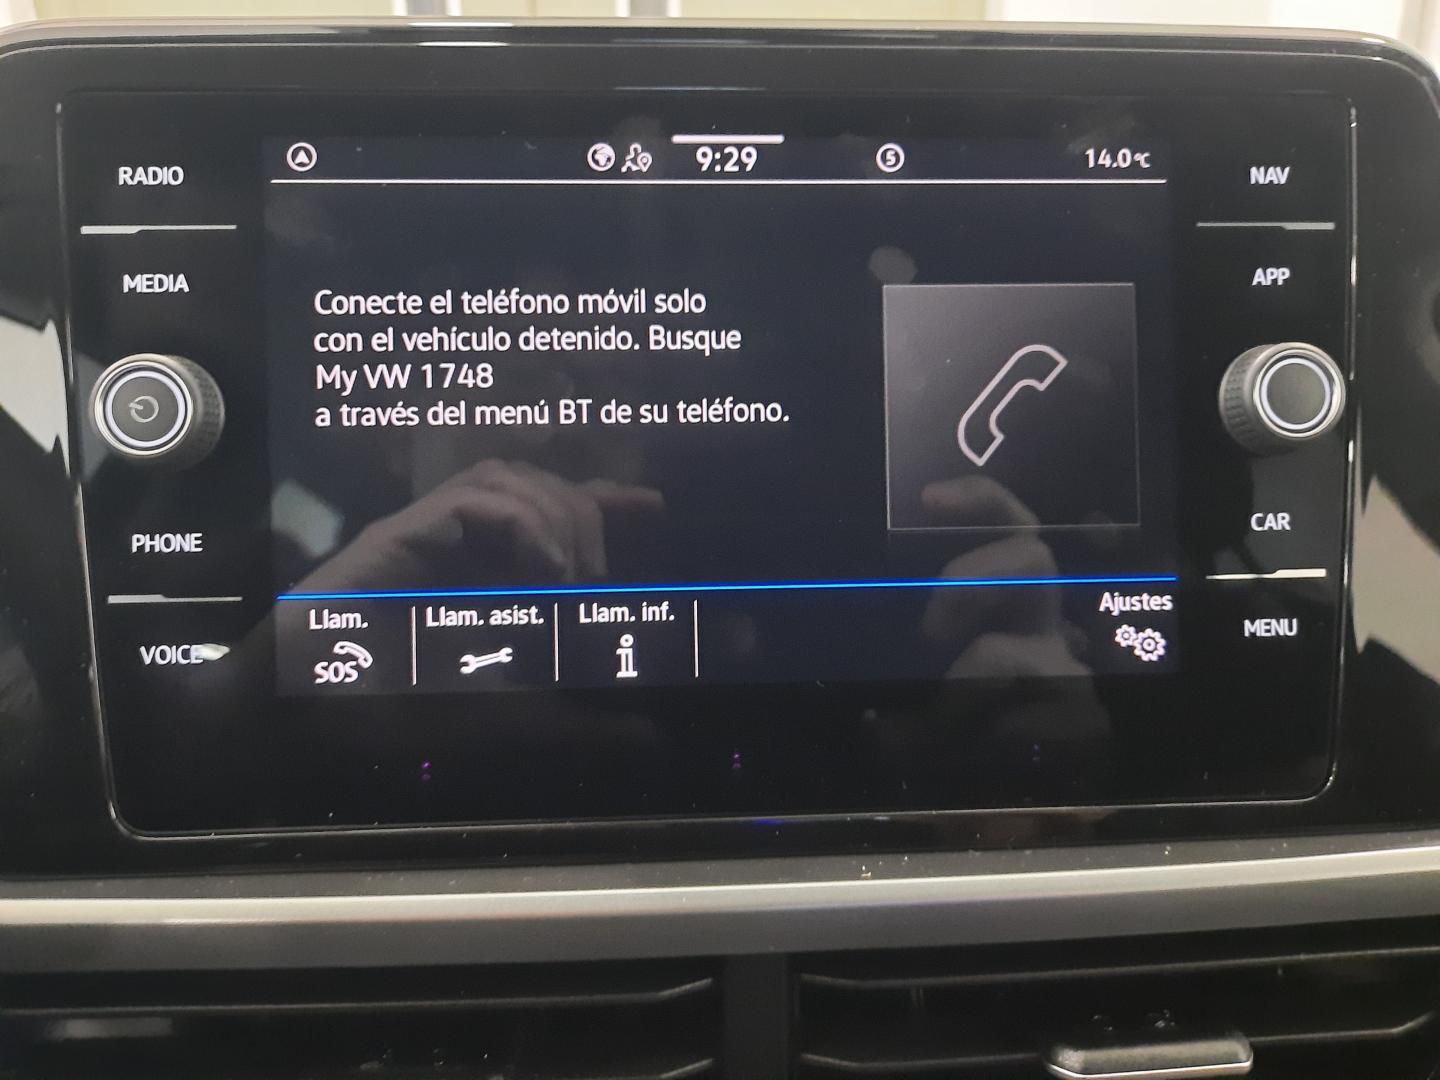 RADIO
MEDIA
PHONE
VOICE
9:29
5
14.0°C
Conecte el teléfono móvil solo
con el vehículo detenido. Busque
My VW 1748
a través del menú BT de su teléfono.
Llam.
SOS
Llam. asist.
Llam. inf.
i
Ajustes
NAV
APP
CAR
MENU